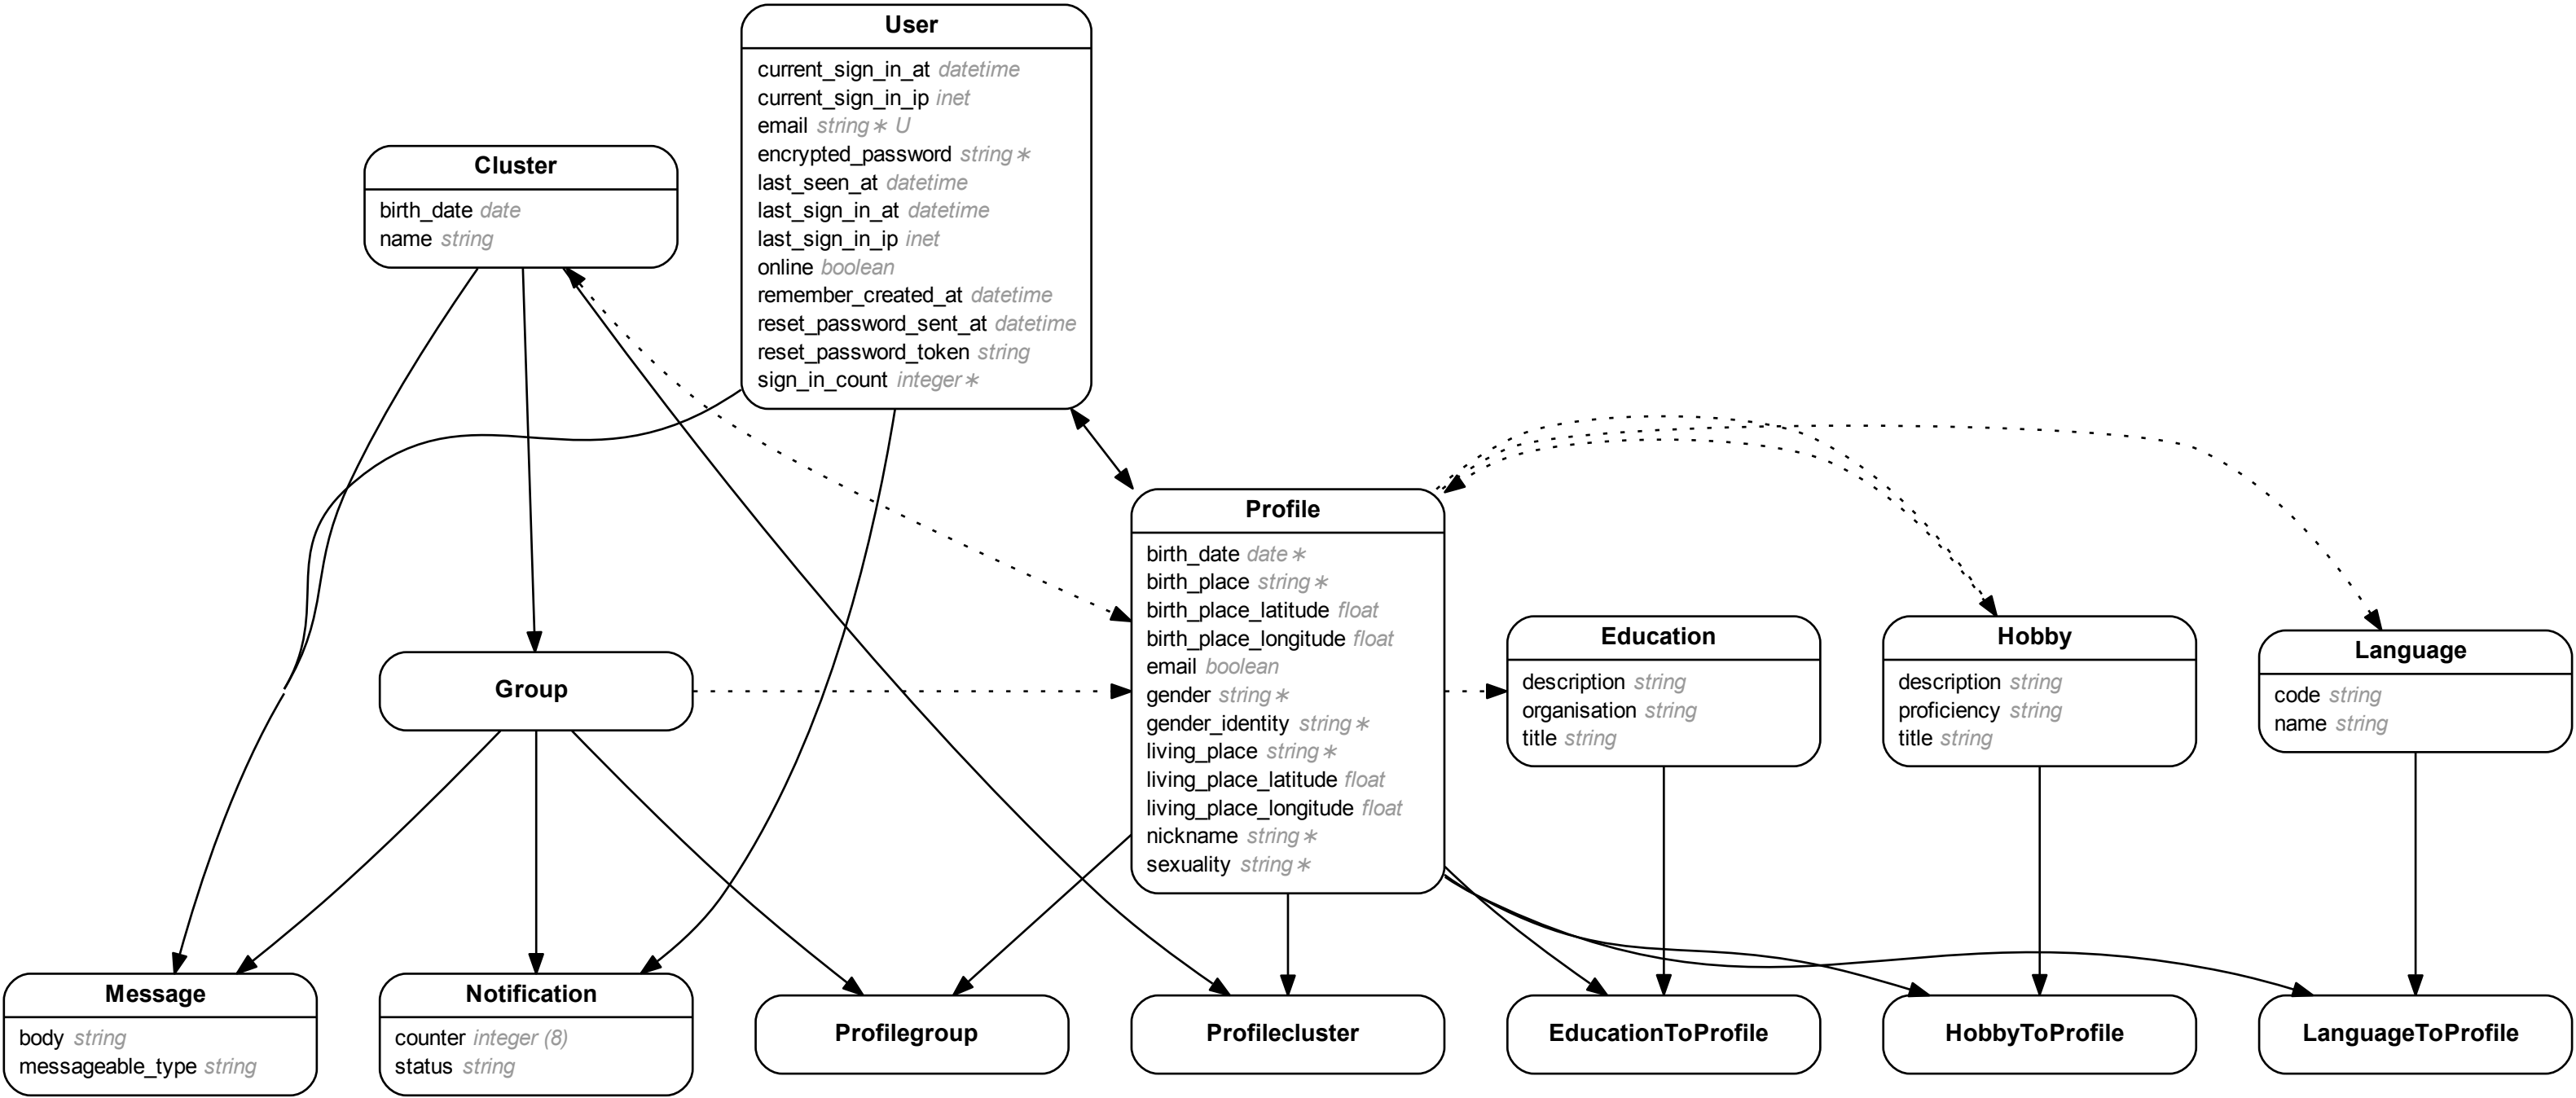 User
current_sign_in_at datetime
current_sign_in_ip inet
email string∗ U
encrypted_password string∗
last_seen_at datetime
last_sign_in_at datetime
last_sign_in_ip inet
online boolean
remember_created_at datetime
reset_password_sent_at datetime
reset_password_token string
sign_in_count integer∗
Cluster
birth_date date
name string
Profile
birth_date date∗
birth_place string∗
birth_place_latitude float
birth_place_longitude float
email boolean
gender string∗
gender_identity string∗
living_place string∗
living_place_latitude float
living_place_longitude float
nickname string∗
sexuality string∗
Group
Education
description string
organisation string
title string
Hobby
description string
proficiency string
title string
Language
code string
name string
Message
body string
messageable_type string
Notification
counter integer (8)
status string
Profilegroup
Profilecluster
EducationToProfile
HobbyToProfile
LanguageToProfile